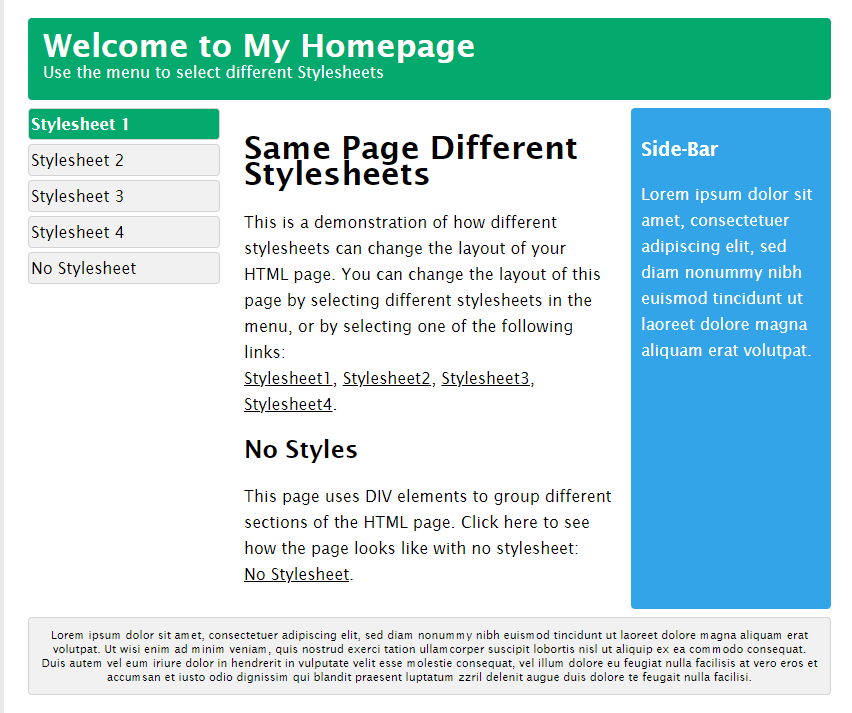 Welcome to My Homepage
Use the menu to select different Stylesheets
Stylesheet 1
Stylesheet 2
Stylesheet 3
Stylesheet 4
No Stylesheet
Same Page Different
Stylesheets
This is a demonstration of how different
stylesheets can change the layout of your
HTML page. You can change the layout of this
page by selecting different stylesheets in the
menu, or by selecting one of the following
links:
Stylesheet1, Stylesheet2, Stylesheet3,
Stylesheet4.
No Styles
This page uses DIV elements to group different
sections of the HTML page. Click here to see
how the page looks like with no stylesheet:
No Stylesheet.
Side-Bar
Lorem ipsum dolor sit
amet, consectetuer
adipiscing elit, sed
diam nonummy nibh
euismod tincidunt ut
laoreet dolore magna
aliquam erat volutpat.
Lorem ipsum dolor sit amet, consectetuer adipiscing elit, sed diam nonummy nibh euismod tincidunt ut laoreet dolore magna aliquam erat
volutpat. Ut wisi enim ad minim veniam, quis nostrud exerci tation ullamcorper suscipit lobortis nisl ut aliquip ex ea commodo consequat.
Duis autem vel eum iriure dolor in hendrerit in vulputate velit esse molestie consequat, vel illum dolore eu feugiat nulla facilisis at vero eros et
accumsan et iusto odio dignissim qui blandit praesent luptatum zzril delenit augue duis dolore te feugait nulla facilisi.